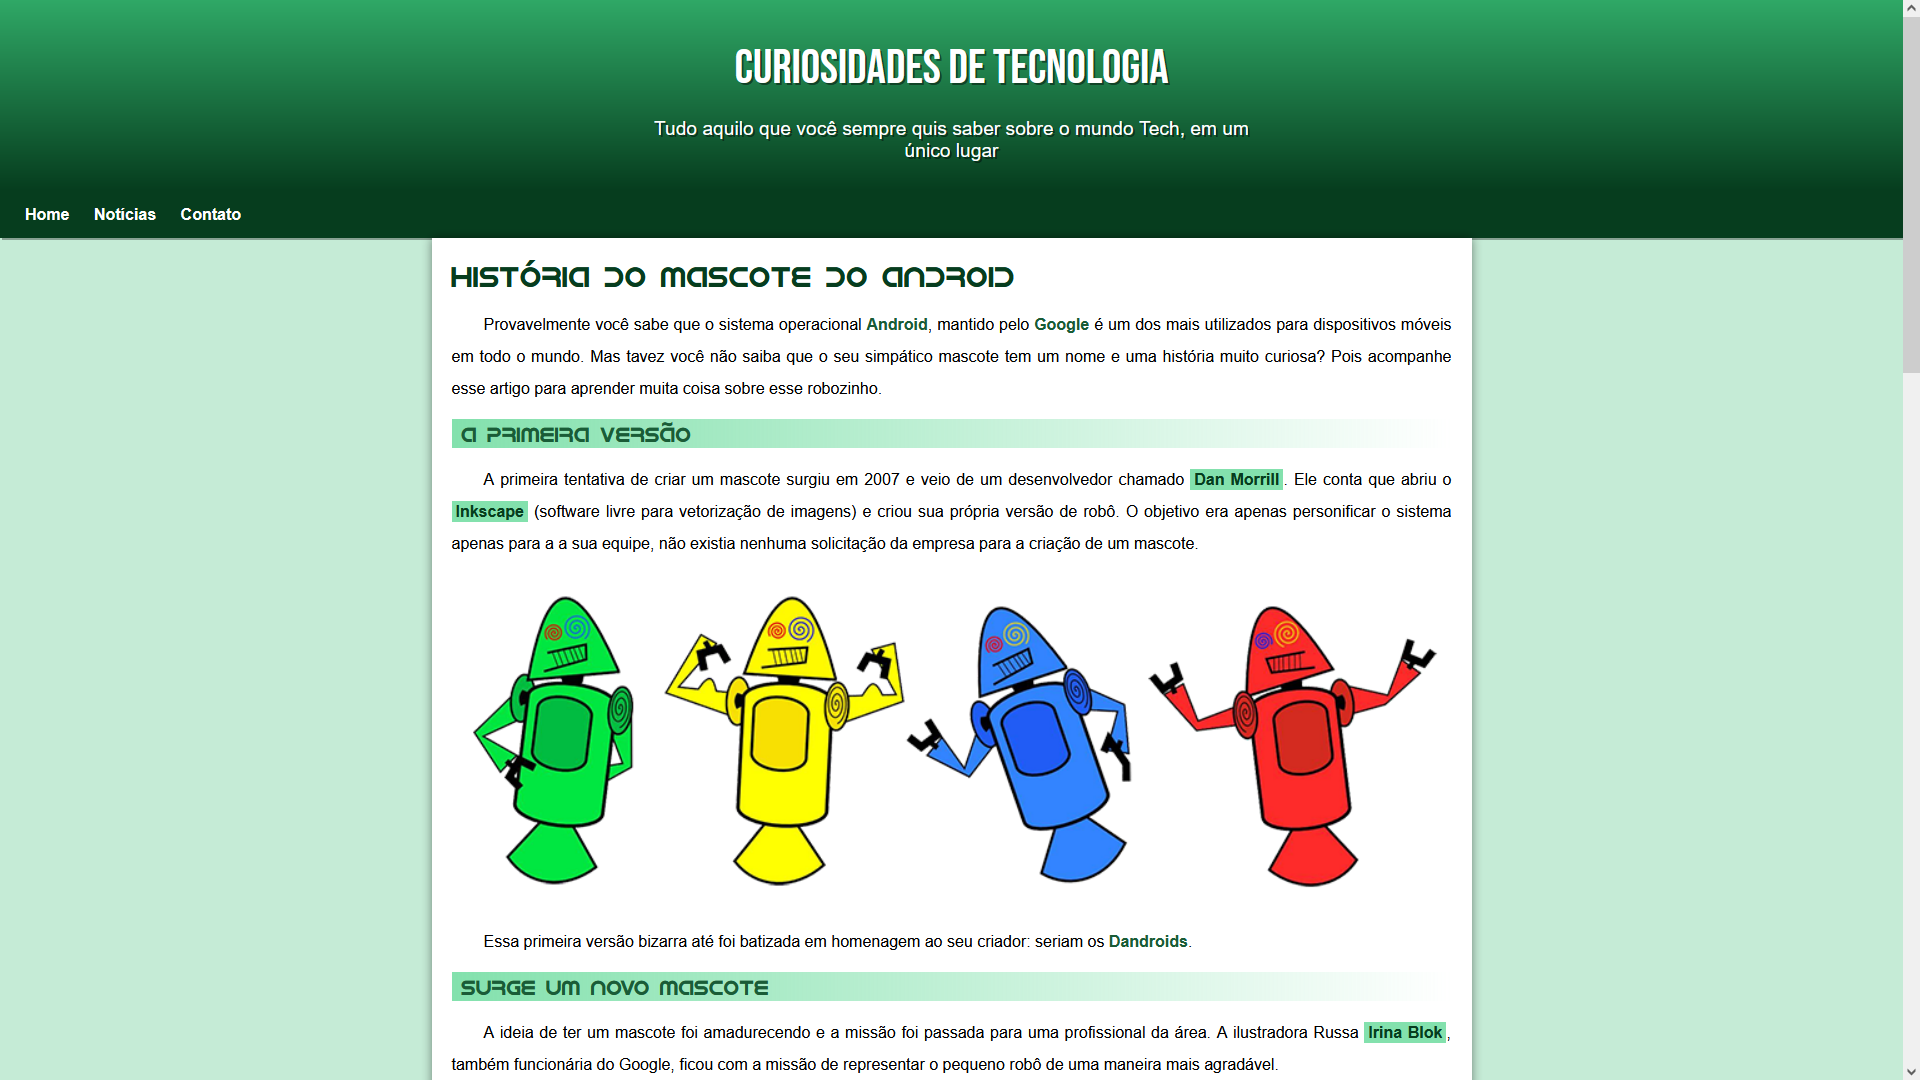 CURIOSIDADES DE TECNOLOGIA
Tudo aquilo que você sempre quis saber sobre o mundo Tech, em um
único lugar
Home Notícias Contato
HISTÓRIA DO MASCOTE DO ANDROID
Provavelmente você sabe que o sistema operacional Android, mantido pelo Google é um dos mais utilizados para dispositivos móveis
em todo o mundo. Mas tavez você não saiba que o seu simpático mascote tem um nome e uma história muito curiosa? Pois acompanhe
esse artigo para aprender muita coisa sobre esse robozinho.
A PRIMEIRA VERSÃO
A primeira tentativa de criar um mascote surgiu em 2007 e veio de um desenvolvedor chamado Dan Morrill. Ele conta que abriu o
Inkscape (software livre para vetorização de imagens) e criou sua própria versão de robô. O objetivo era apenas personificar o sistema
apenas para a a sua equipe, não existia nenhuma solicitação da empresa para a criação de um mascote.
Essa primeira versão bizarra até foi batizada em homenagem ao seu criador: seriam os Dandroids.
SURGE UM NOVO MASCOTE
A ideia de ter um mascote foi amadurecendo e a missão foi passada para uma profissional da área. A ilustradora Russa Irina Blok,
também funcionária do Google, ficou com a missão de representar o pequeno robô de uma maneira mais agradável.